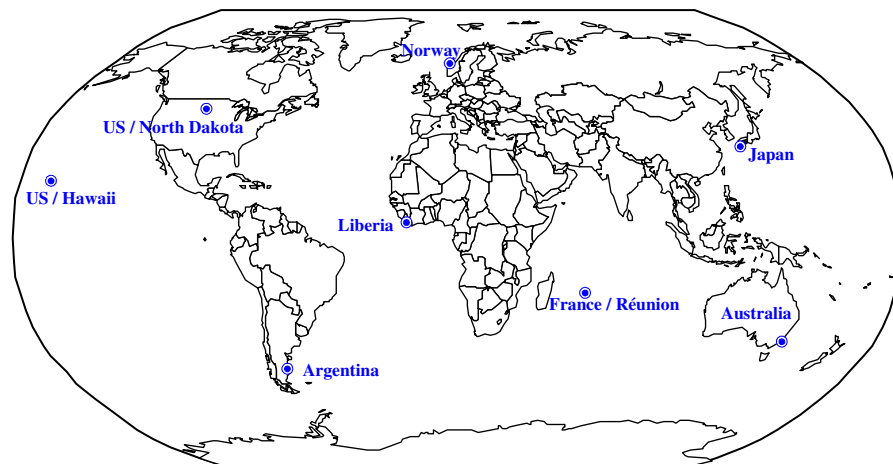 Norway
US / North Dakota
Japan
US / Hawaii
Liberia
France / Réunion
Australia
Argentina